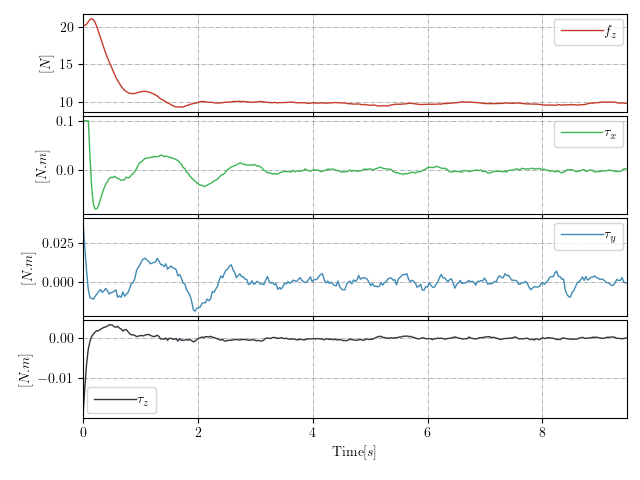 20
15
10
[N]
f_z
0.1
0.0
[N.m]
τ_x
0.025
0.000
[N.m]
τ_y
0.00
−0.01
[N.m]
τ_z
0 2 4 6 8
Time[s]